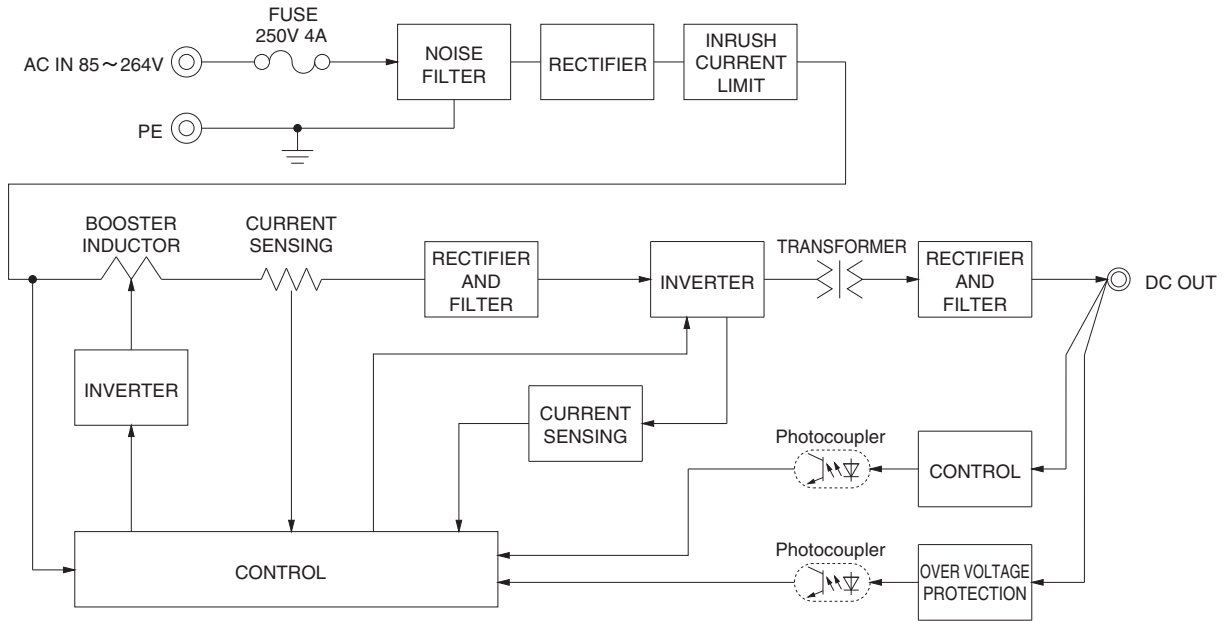 FUSE
250V 4A
AC IN 85～264V
NOISE
FILTER
RECTIFIER
INRUSH
CURRENT
LIMIT
PE
BOOSTER
INDUCTOR
CURRENT
SENSING
RECTIFIER
AND
FILTER
INVERTER
TRANSFORMER
RECTIFIER
AND
FILTER
DC OUT
INVERTER
CURRENT
SENSING
Photocoupler
CONTROL
CONTROL
Photocoupler
OVER VOLTAGE
PROTECTION